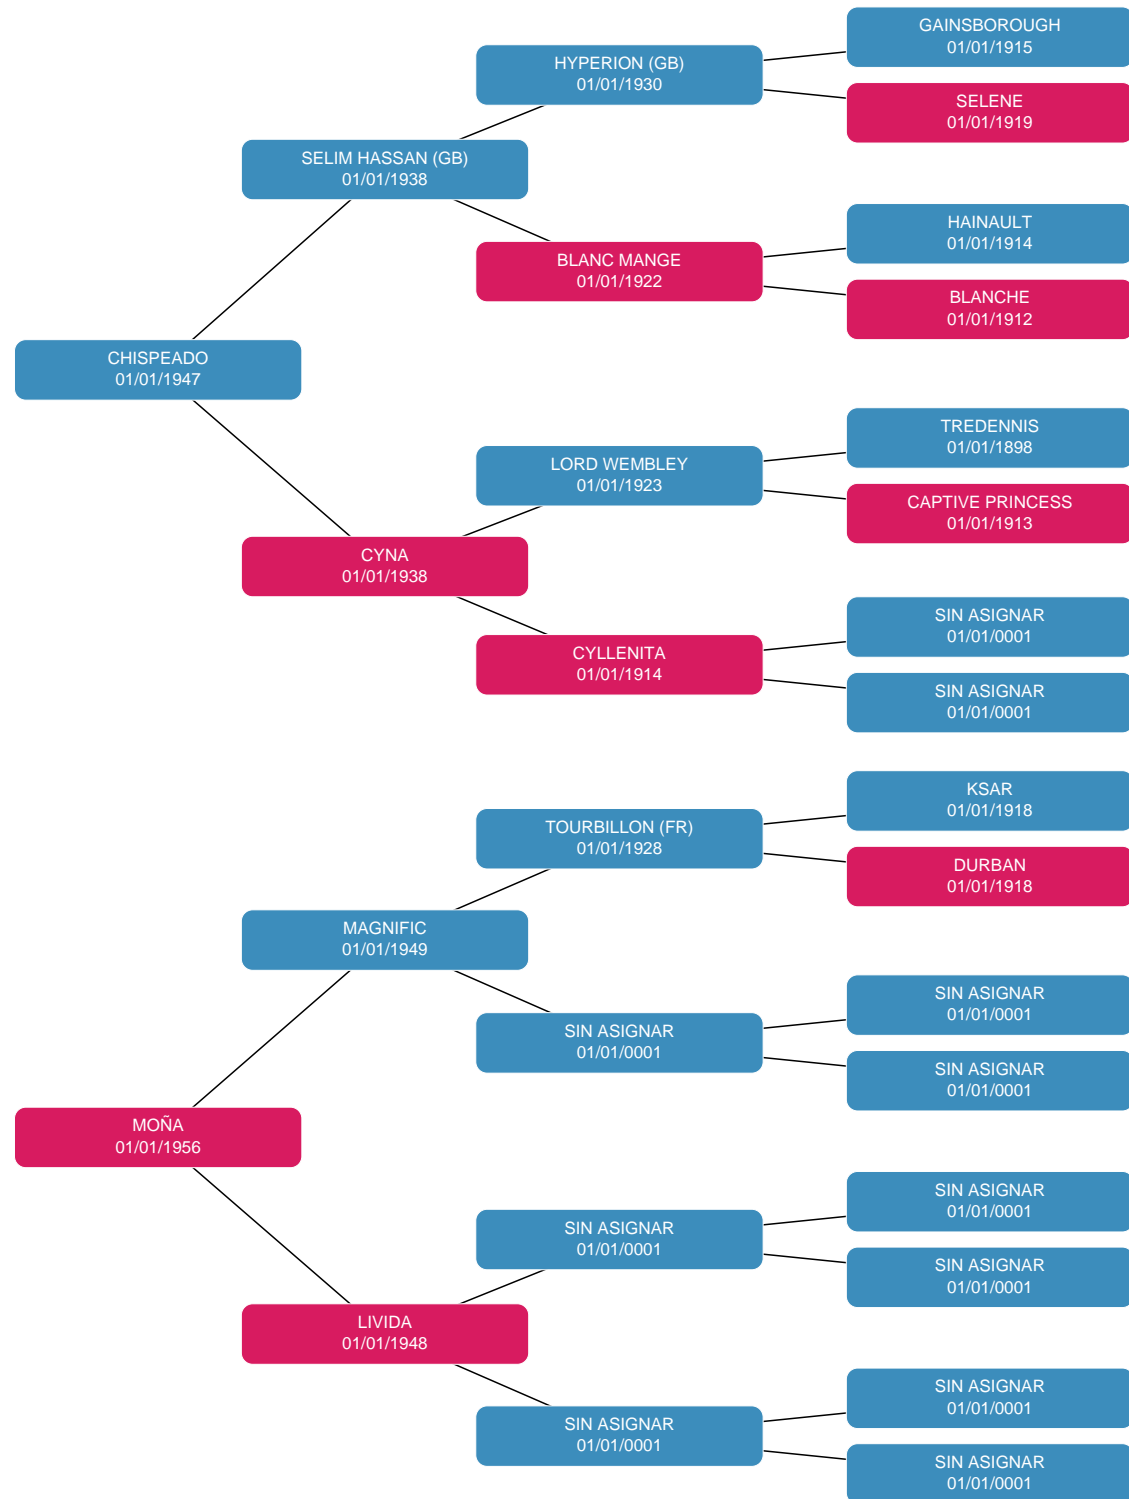 GAINSBOROUGH
01/01/1915
HYPERION (GB)
01/01/1930
SELENE
01/01/1919
SELIM HASSAN (GB)
01/01/1938
HAINAULT
01/01/1914
BLANC MANGE
01/01/1922
BLANCHE
01/01/1912
CHISPEADO
01/01/1947
TREDENNIS
01/01/1898
LORD WEMBLEY
01/01/1923
CAPTIVE PRINCESS
01/01/1913
CYNA
01/01/1938
SIN ASIGNAR
01/01/0001
CYLLENITA
01/01/1914
SIN ASIGNAR
01/01/0001
KSAR
01/01/1918
TOURBILLON (FR)
01/01/1928
DURBAN
01/01/1918
MAGNIFIC
01/01/1949
SIN ASIGNAR
01/01/0001
SIN ASIGNAR
01/01/0001
SIN ASIGNAR
01/01/0001
MOÑA
01/01/1956
SIN ASIGNAR
01/01/0001
SIN ASIGNAR
01/01/0001
SIN ASIGNAR
01/01/0001
LIVIDA
01/01/1948
SIN ASIGNAR
01/01/0001
SIN ASIGNAR
01/01/0001
SIN ASIGNAR
01/01/0001